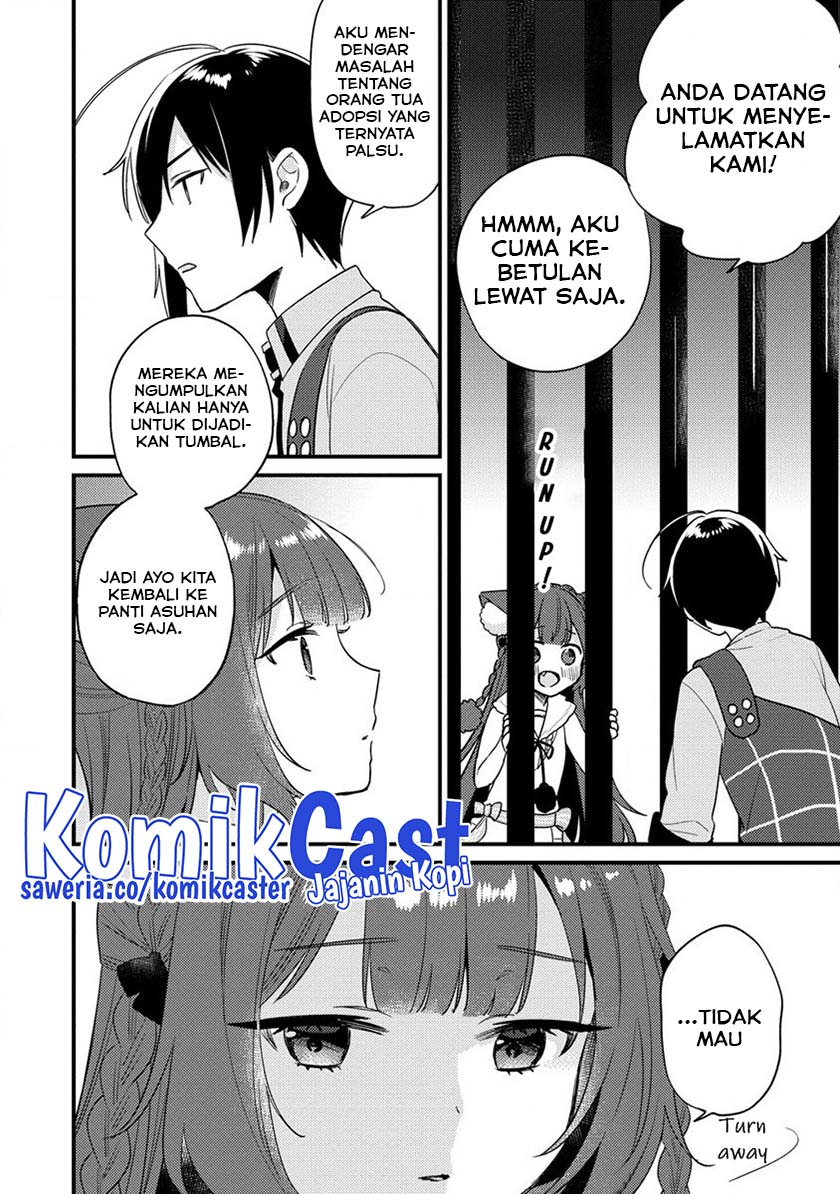 ANDA DATANG
UNTUK MENYE-
LAMATKAN
KAMI!
HMMM, AKU
CUMA KE-
BETULAN
LEWAT SAJA.
RUN UP!
AKU MEN-
DENGAR
MASALAH
TENTANG
ORANG TUA
ADOPSI YANG
TERNYATA
PALSU.
MEREKA ME-
NGUMPULKAN
KALIAN HANYA
UNTUK DIJADI-
KAN TUMBAL.
JADI AYO KITA
KEMBALI KE
PANTI ASUHAN
SAJA.
KomikCast
saweria.co/komikcaster
Jajanin Kopi
...TIDAK
MAU
Turn
away